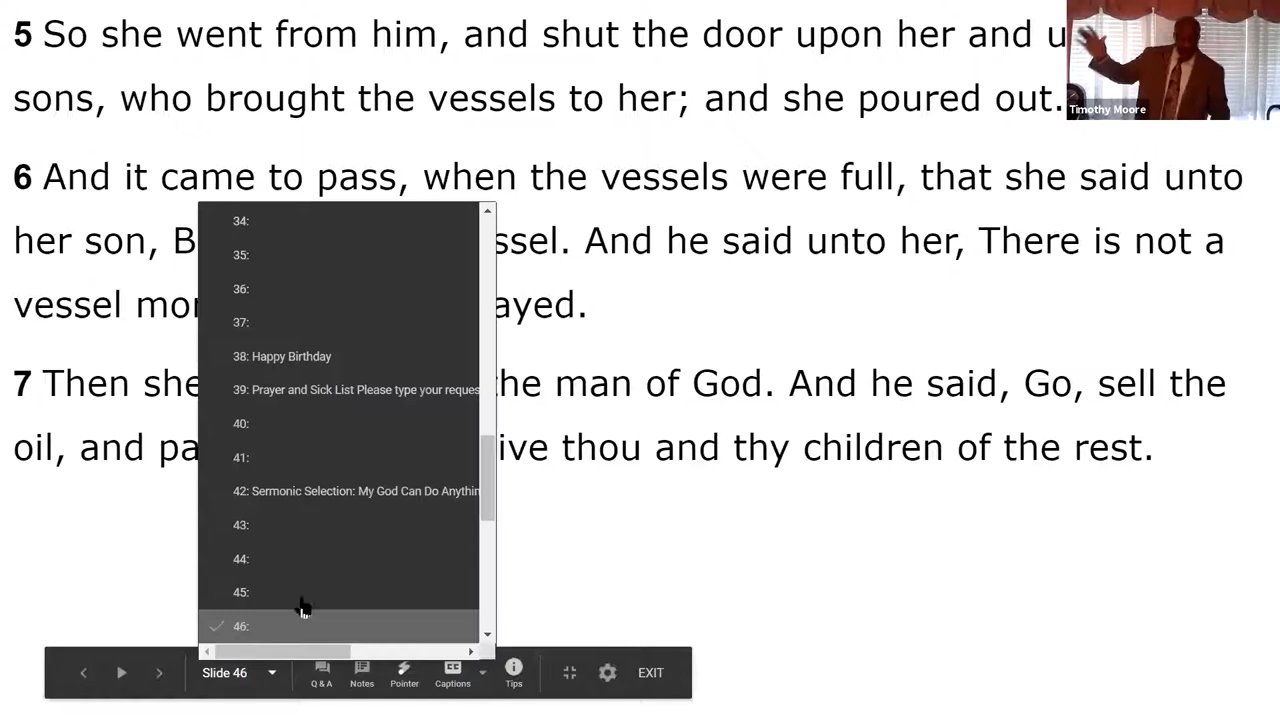 5 So she went from him, and shut the door upon her and u
sons, who brought the vessels to her; and she poured out.
Timothy Moore
6 And it came to pass, when the vessels were full, that she said unto
her son, B ssel. And he said unto her, There is not a
vessel mor ayed.
7 Then she the man of God. And he said, Go, sell the
oil, and pa ive thou and thy children of the rest.
34:
35:
36:
37:
38: Happy Birthday
39: Prayer and Sick List Please type your reques
40:
41:
42: Sermonic Selection: My God Can Do Anythin
43:
44:
45:
46:
Slide 46
Q & A
Notes
Pointer
Captions
Tips
EXIT